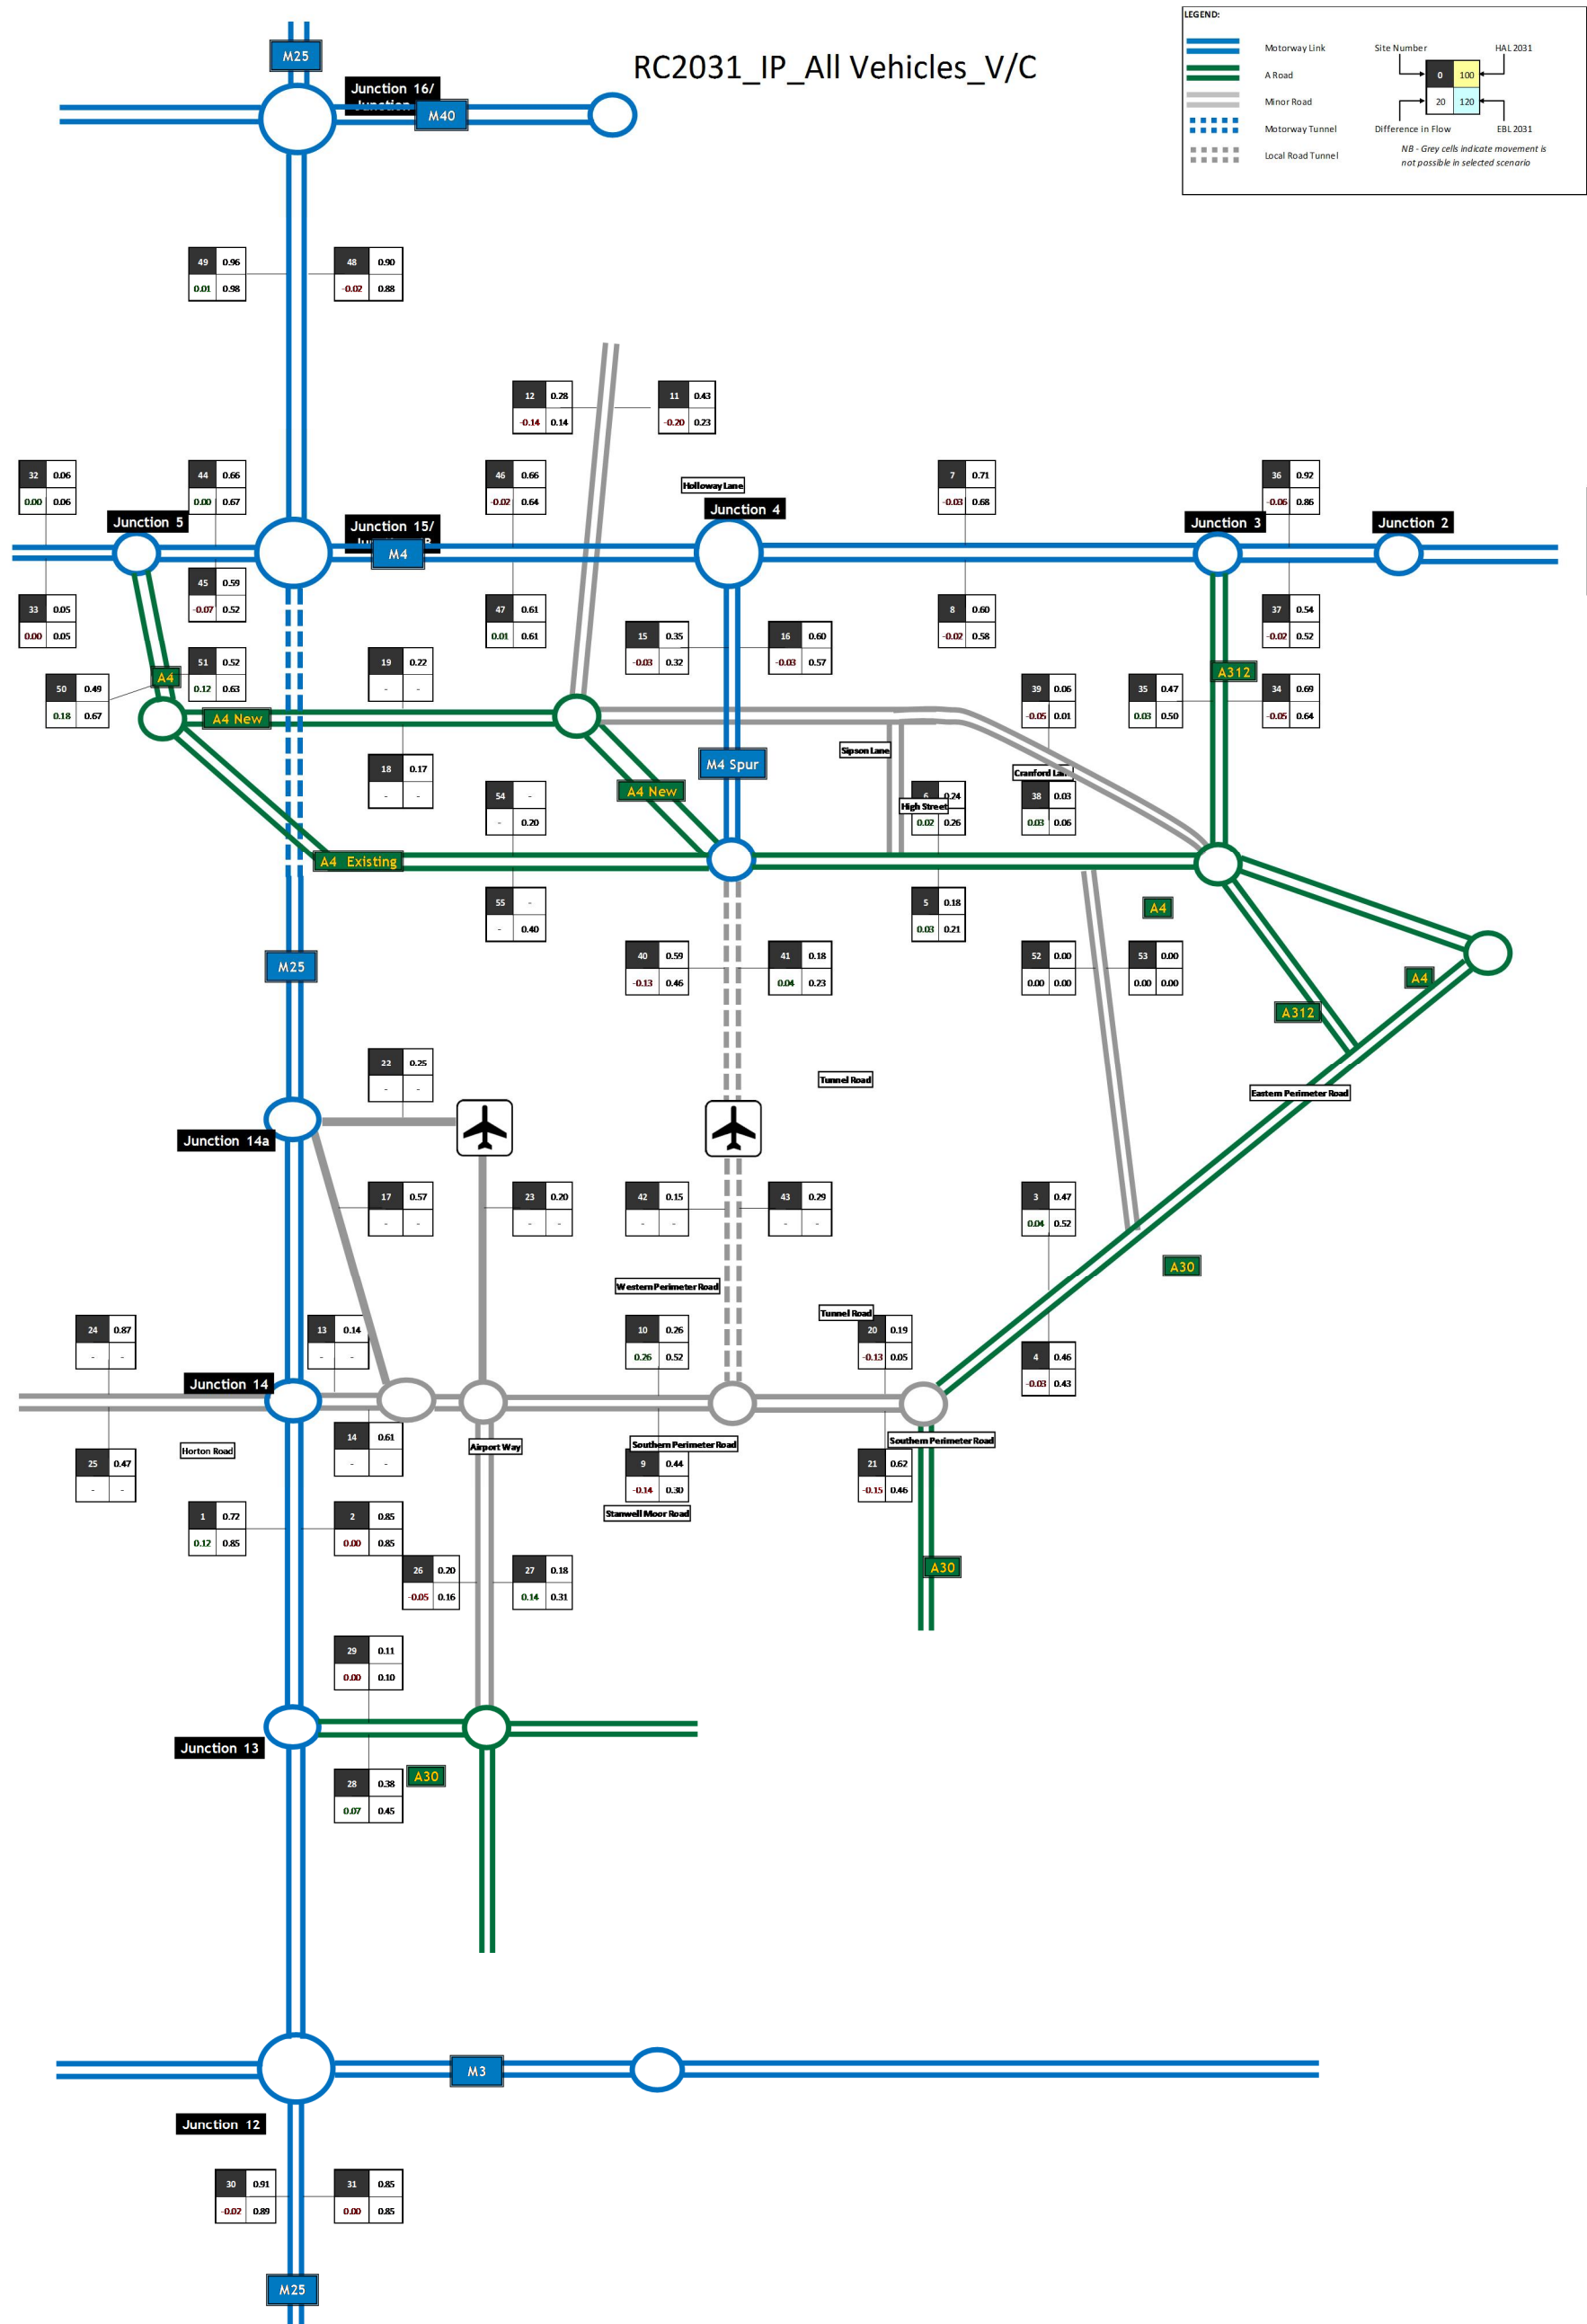 RC2031_IP_All Vehicles_V/C
LEGEND:
Motorway Link
A Road
Minor Road
Motorway Tunnel
Local Road Tunnel
Site Number
HAL 2031
0 100
20 120
Difference in Flow
EBL 2031
NB - Grey cells indicate movement is
not possible in selected scenario
M25
Junction 16/
M40
49 0.96
0.01 0.98
48 0.90
-0.02 0.88
12 0.28
-0.14 0.14
11 0.43
-0.20 0.23
32 0.06
0.00 0.06
44 0.66
0.00 0.67
46 0.66
-0.02 0.64
Holloway Lane
7 0.71
-0.03 0.68
36 0.92
-0.06 0.86
Junction 5
Junction 15/
M4
Junction 4
Junction 3
Junction 2
33 0.05
0.00 0.05
45 0.59
-0.07 0.52
47 0.61
0.01 0.61
15 0.35
-0.03 0.32
16 0.60
-0.03 0.57
8 0.60
-0.02 0.58
37 0.54
-0.02 0.52
50 0.49
0.18 0.67
A4
51 0.52
0.12 0.63
19 0.22
- -
39 0.06
-0.05 0.01
35 0.47
0.03 0.50
A312
34 0.69
-0.05 0.64
A4 New
18 0.17
- -
54 -
- 0.20
A4 New
M4 Spur
Sipson Lane
High Street
6 0.24
0.02 0.26
Cranford
38 0.03
0.03 0.06
A4 Existing
55 -
- 0.40
5 0.18
0.03 0.21
A4
M25
40 0.59
-0.13 0.46
41 0.18
0.04 0.23
52 0.00
0.00 0.00
53 0.00
0.00 0.00
A4
A312
22 0.25
- -
Tunnel Road
Eastern Perimeter Road
Junction 14a
17 0.57
- -
23 0.20
- -
42 0.15
- -
43 0.29
- -
3 0.47
0.04 0.52
A30
Western Perimeter Road
Tunnel Road
24 0.87
- -
13 0.14
- -
10 0.26
0.26 0.52
20 0.19
-0.13 0.05
4 0.46
-0.03 0.43
Junction 14
Horton Road
14 0.61
- -
Airport Way
Southern Perimeter Road
Southern Perimeter Road
25 0.47
- -
9 0.44
-0.14 0.30
21 0.62
-0.15 0.46
Stanwell Moor Road
1 0.72
0.12 0.85
2 0.85
0.00 0.85
26 0.20
-0.05 0.16
27 0.18
0.14 0.31
A30
29 0.11
0.00 0.10
Junction 13
28 0.38
0.07 0.45
A30
M3
Junction 12
30 0.91
-0.02 0.89
31 0.85
0.00 0.85
M25